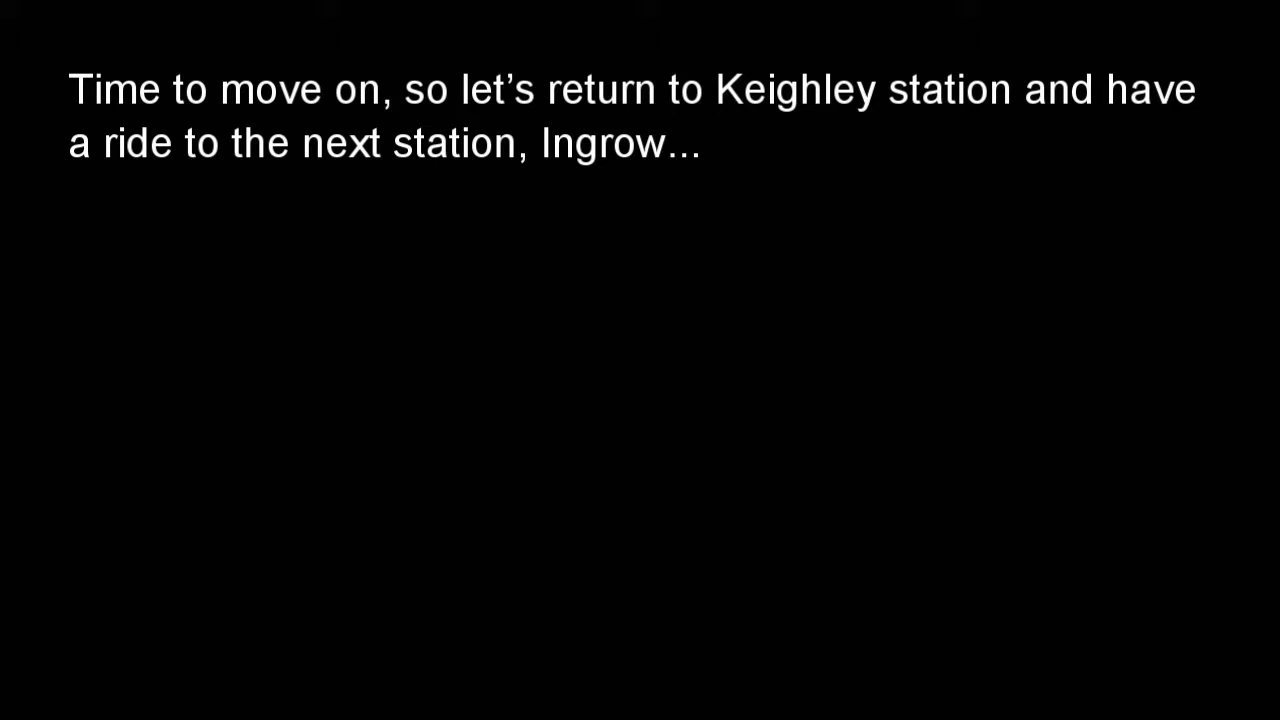 Time to move on, so let’s return to Keighley station and have
a ride to the next station, Ingrow...